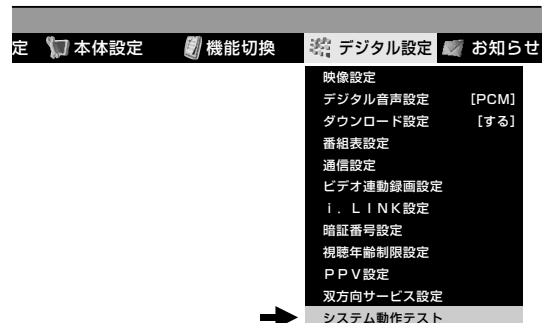 定 本体設定 機能切換 デジタル設定 お知らせ
映像設定
デジタル音声設定 [PCM]
ダウンロード設定 [する]
番組表設定
通信設定
ビデオ連動録画設定
i．LINK設定
暗証番号設定
視聴年齢制限設定
PPV設定
双方向サービス設定
システム動作テスト